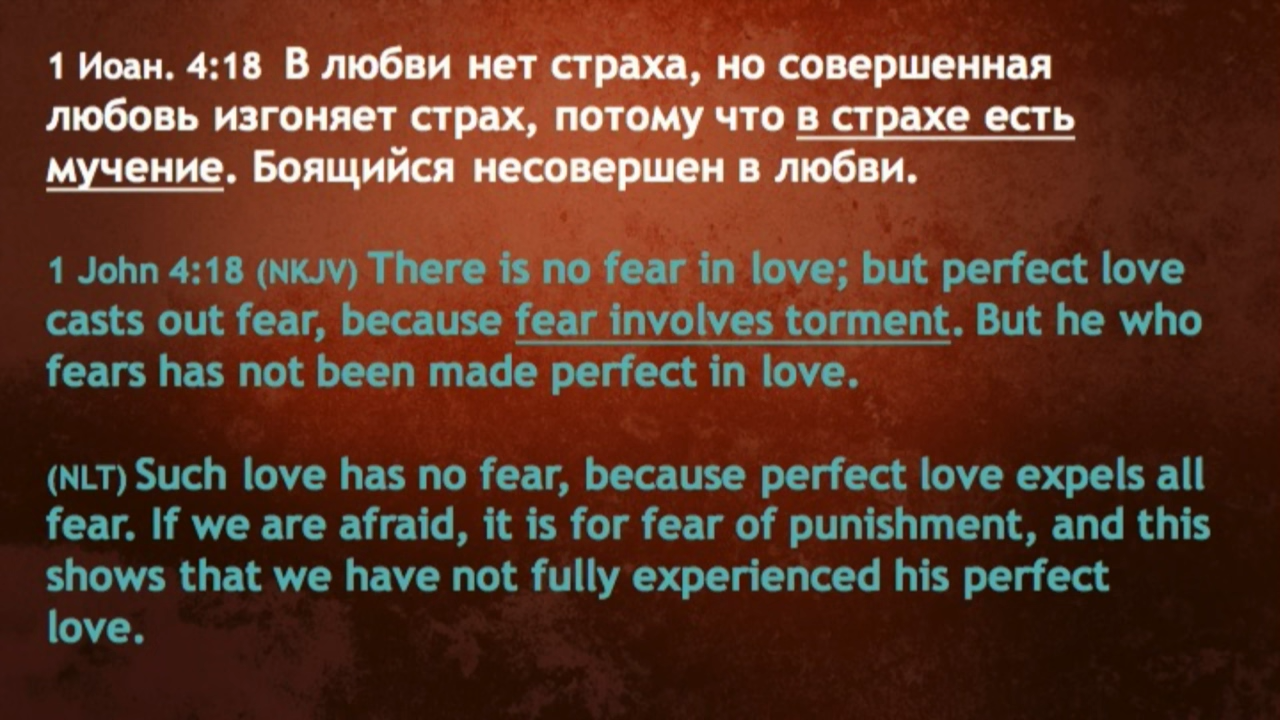 1 Иоан. 4:18 В любви нет страха, но совершенная
любовь изгоняет страх, потому что в страхе есть
мучение. Боящийся несовершен в любви.
1 John 4:18 (NKJV) There is no fear in love; but perfect love
casts out fear, because fear involves torment. But he who
fears has not been made perfect in love.
(NLT) Such love has no fear, because perfect love expels all
fear. If we are afraid, it is for fear of punishment, and this
shows that we have not fully experienced his perfect
love.